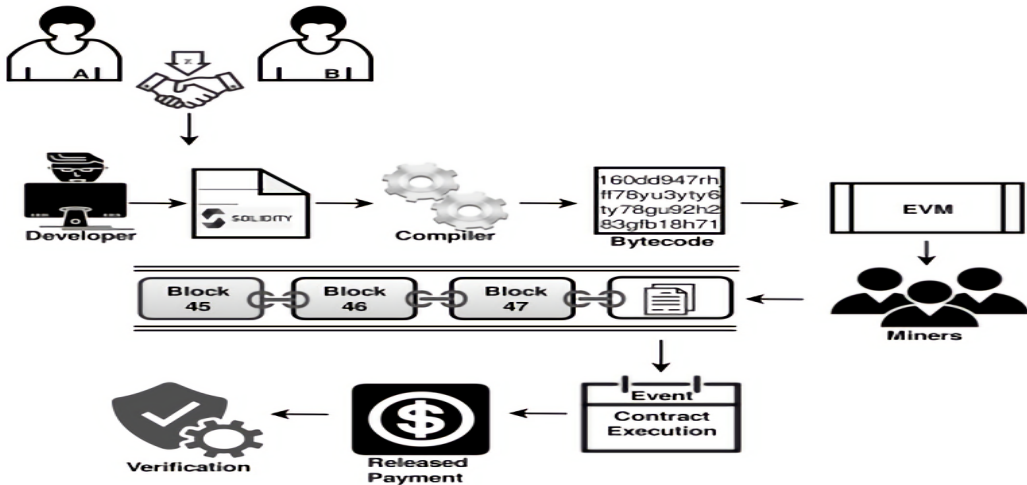 A
B
SOLIDITY
Developer
Compiler
160dd947rh
ff78yu3yty6
ty78gu92h2
83gfb18h71
Bytecode
EVM
Miners
Block
45
Block
46
Block
47
Event
Contract
Execution
Released
Payment
Verification